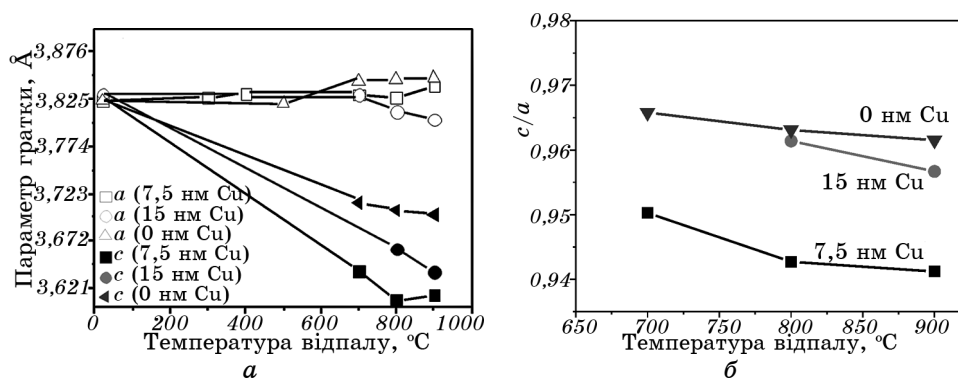 Параметр гратки, Å
3,876
3,825
3,774
3,723
3,672
3,621
a (7,5 нм Cu)
a (15 нм Cu)
a (0 нм Cu)
c (7,5 нм Cu)
c (15 нм Cu)
c (0 нм Cu)
0 200 400 600 800 1000
Температура відпалу, °C
а
c/a
0,98
0,97
0,96
0,95
0,94
0 нм Cu
15 нм Cu
7,5 нм Cu
650 700 750 800 850 900
Температура відпалу, °C
б